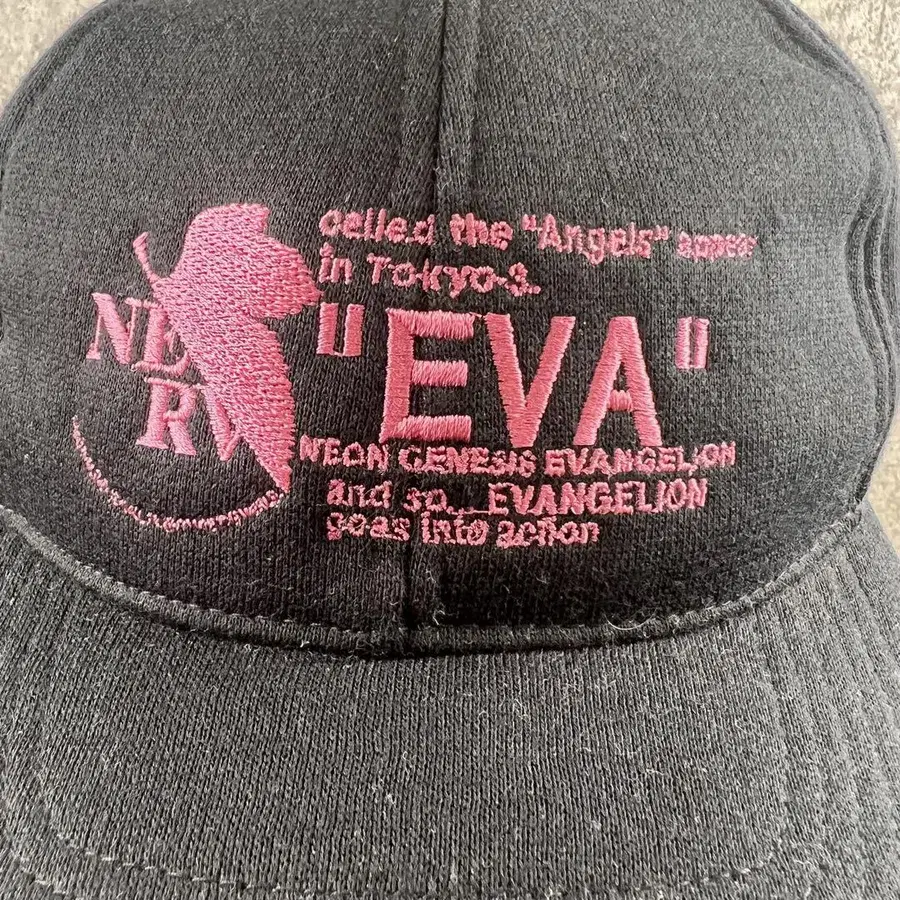 NERV
called the "Angels" appear
in Tokyo-3.
"EVA"
NEON GENESIS EVANGELION
and so, EVANGELION
goes into action